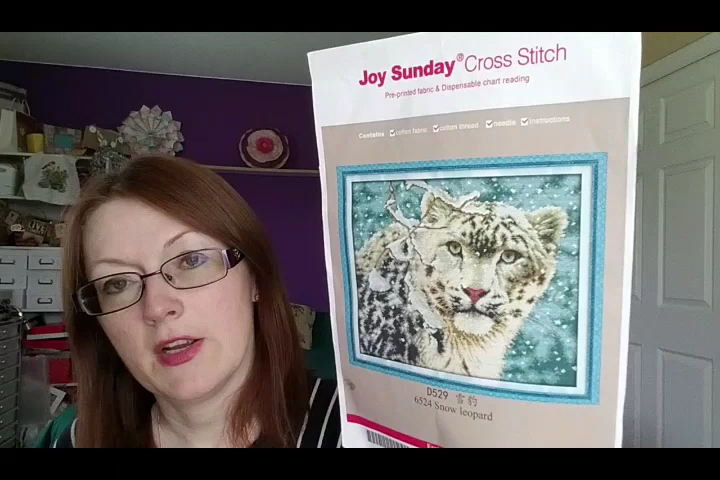 Joy Sunday® Cross Stitch
Pre-printed fabric & Dispensable chart reading
Contains ☑cotton fabric ☑cotton thread ☑needle ☑instructions
D529 雪豹
6524 Snow leopard